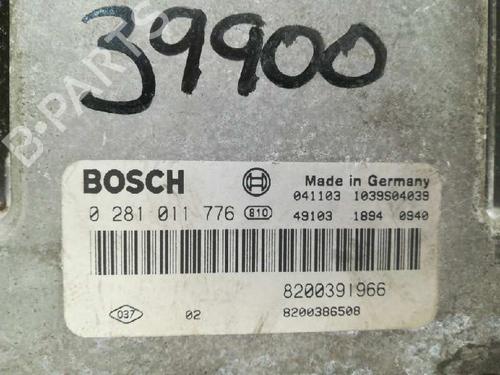 39900
B-PARTS
BOSCH
Made in Germany
041103 1039S04039
0 281 011 776 810
49103 1894 0940
8200391966
037 02 8200386508